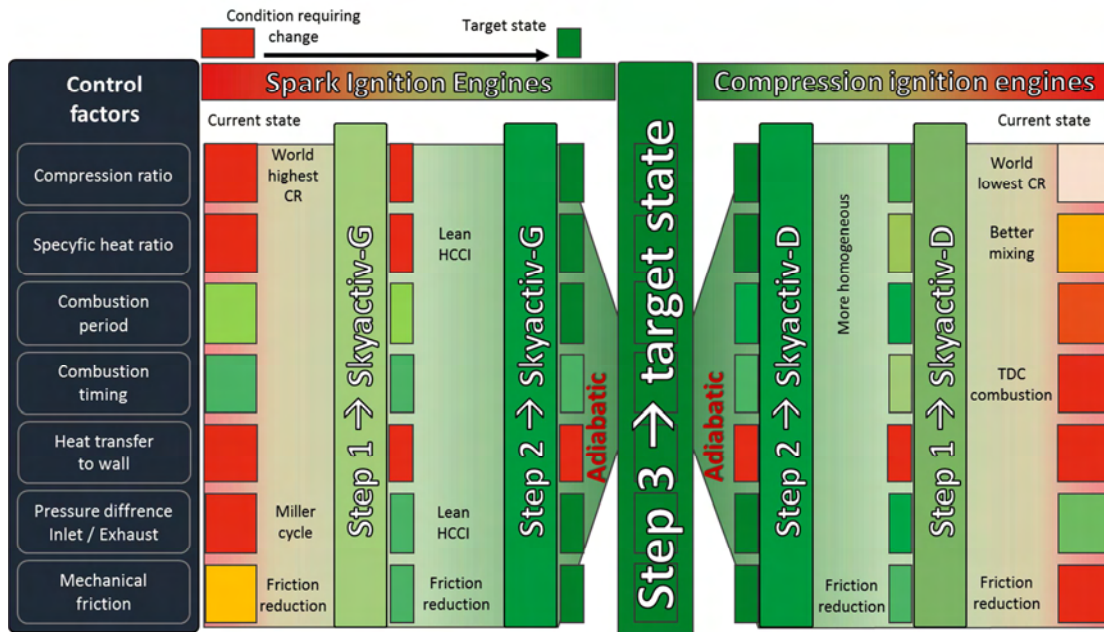 Condition requiring
change
Target state
Control
factors
Spark Ignition Engines
Compression ignition engines
Current state
Current state
Compression ratio
Specyfic heat ratio
Combustion
period
Combustion
timing
Heat transfer
to wall
Pressure diffrence
Inlet / Exhaust
Mechanical
friction
World
highest
CR
Miller
cycle
Friction
reduction
Step 1 → Skyactiv-G
Lean
HCCI
Lean
HCCI
Friction
reduction
Step 2 → Skyactiv-G
Adiabatic
Step 3 → target state
Adiabatic
Step 2 → Skyactiv-D
More homogeneous
Friction
reduction
Step 1 → Skyactiv-D
World
lowest CR
Better
mixing
TDC
combustion
Friction
reduction